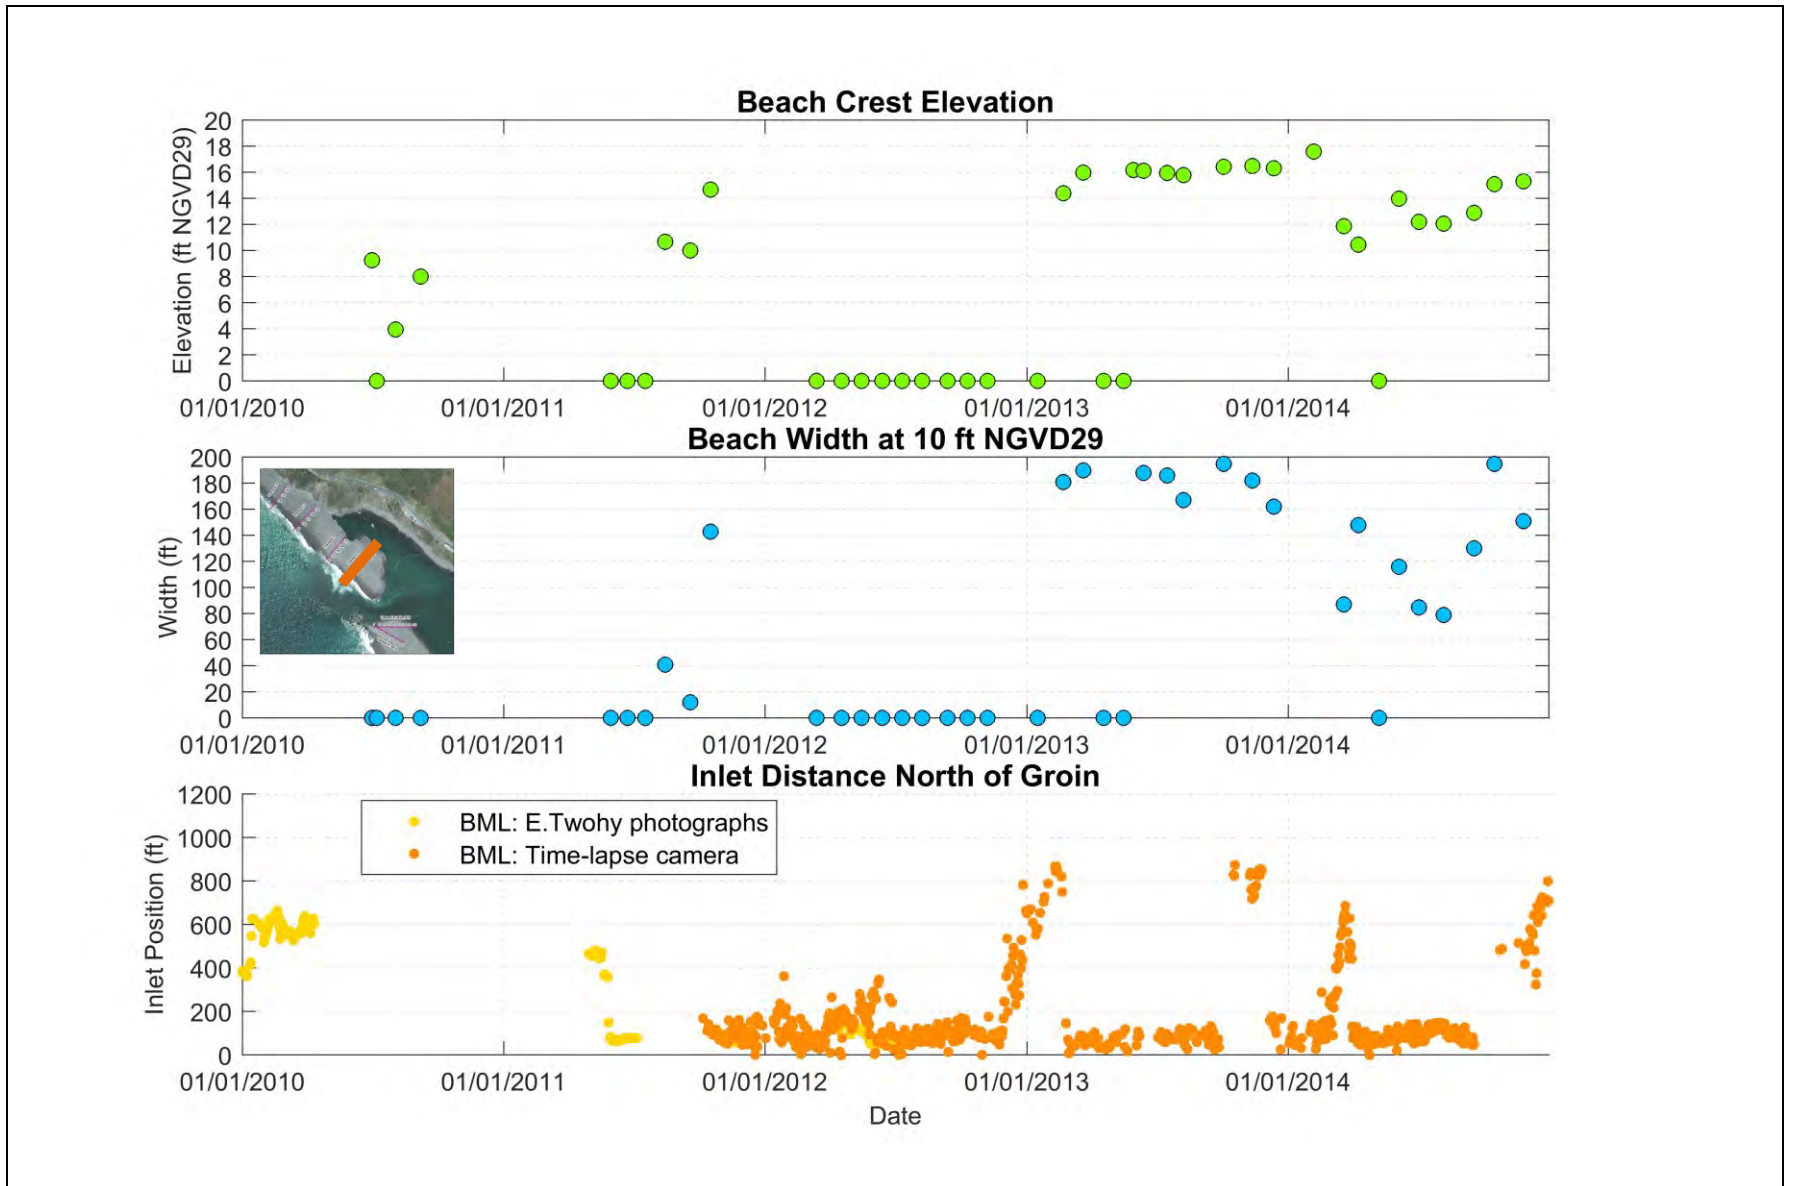 Beach Crest Elevation
Elevation (ft NGVD29)
20
18
16
14
12
10
8
6
4
2
0
01/01/2010 01/01/2011 01/01/2012 01/01/2013 01/01/2014
Beach Width at 10 ft NGVD29
Width (ft)
200
180
160
140
120
100
80
60
40
20
0
01/01/2010 01/01/2011 01/01/2012 01/01/2013 01/01/2014
Inlet Distance North of Groin
Inlet Position (ft)
1200
1000
800
600
400
200
0
BML: E.Twohy photographs
BML: Time-lapse camera
01/01/2010 01/01/2011 01/01/2012 01/01/2013 01/01/2014
Date